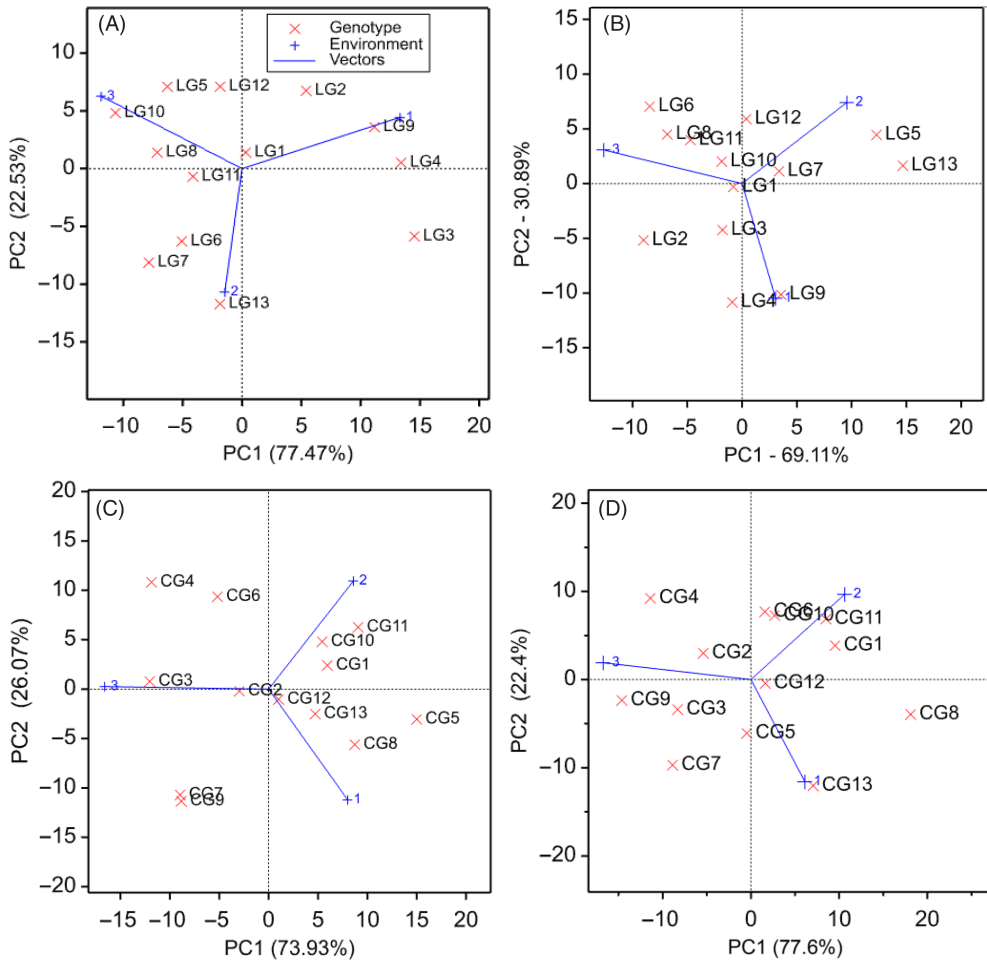 (A)
Genotype
Environment
Vectors
10
5
0
−5
−10
−15
PC2 (22.53%)
3
LG5
LG12
LG2
LG10
1
LG9
LG8
LG1
LG4
LG11
LG6
LG3
LG7
2
LG13
−10
−5
0
5
10
15
20
PC1 (77.47%)
(B)
15
10
5
0
−5
−10
−15
PC2 - 30.89%
LG6
2
LG12
LG8
LG11
LG5
3
LG10
LG7
LG13
LG1
LG2
LG3
LG4
1
LG9
−10
−5
0
5
10
15
20
PC1 - 69.11%
(C)
20
15
10
5
0
−5
−10
−15
−20
PC2 (26.07%)
CG4
2
CG6
CG11
CG10
CG1
3
CG3
CG2
CG12
CG13
CG5
CG8
CG7
CG9
1
−15
−10
−5
0
5
10
15
20
PC1 (73.93%)
(D)
20
10
0
−10
−20
PC2 (22.4%)
CG4
2
CG6
CG10
CG11
CG1
CG2
3
CG12
CG9
CG3
CG8
CG5
CG7
1
CG13
−10
0
10
20
PC1 (77.6%)